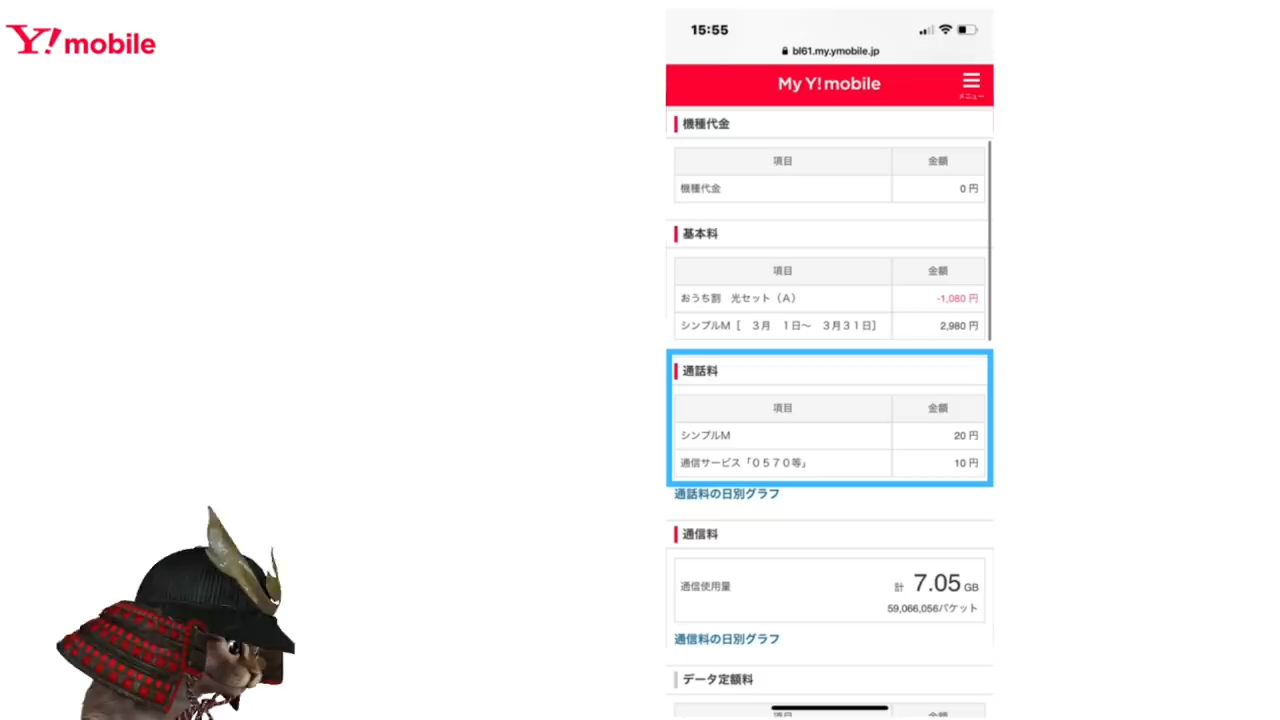 Y! mobile
15:55
bl61.my.ymobile.jp
My Y!mobile
メニュー
機種代金
項目 金額
機種代金 0 円
基本料
項目 金額
おうち割 光セット（A） -1,080 円
シンプルM［ ３月 １日～ ３月３１日］ 2,980 円
通話料
項目 金額
シンプルM 20 円
通信サービス「０５７０等」 10 円
通話料の日別グラフ
通信料
通信使用量 計 7.05 GB
59,066,056パケット
通信料の日別グラフ
データ定額料
項目 金額